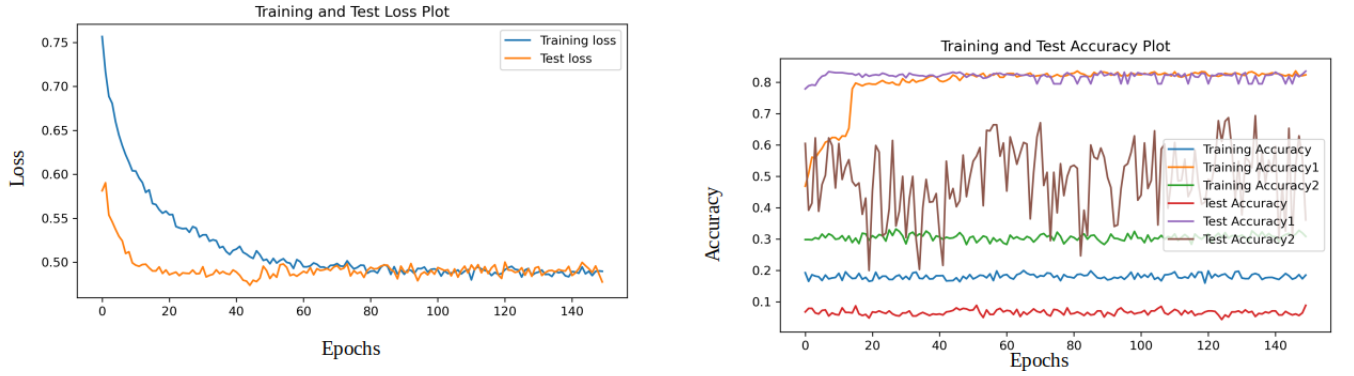 Training and Test Loss Plot
Loss
0.75
0.70
0.65
0.60
0.55
0.50
Training loss
Test loss
0 20 40 60 80 100 120 140
Epochs
Training and Test Accuracy Plot
Accuracy
0.8
0.7
0.6
0.5
0.4
0.3
0.2
0.1
Training Accuracy
Training Accuracy1
Training Accuracy2
Test Accuracy
Test Accuracy1
Test Accuracy2
0 20 40 60 80 100 120 140
Epochs